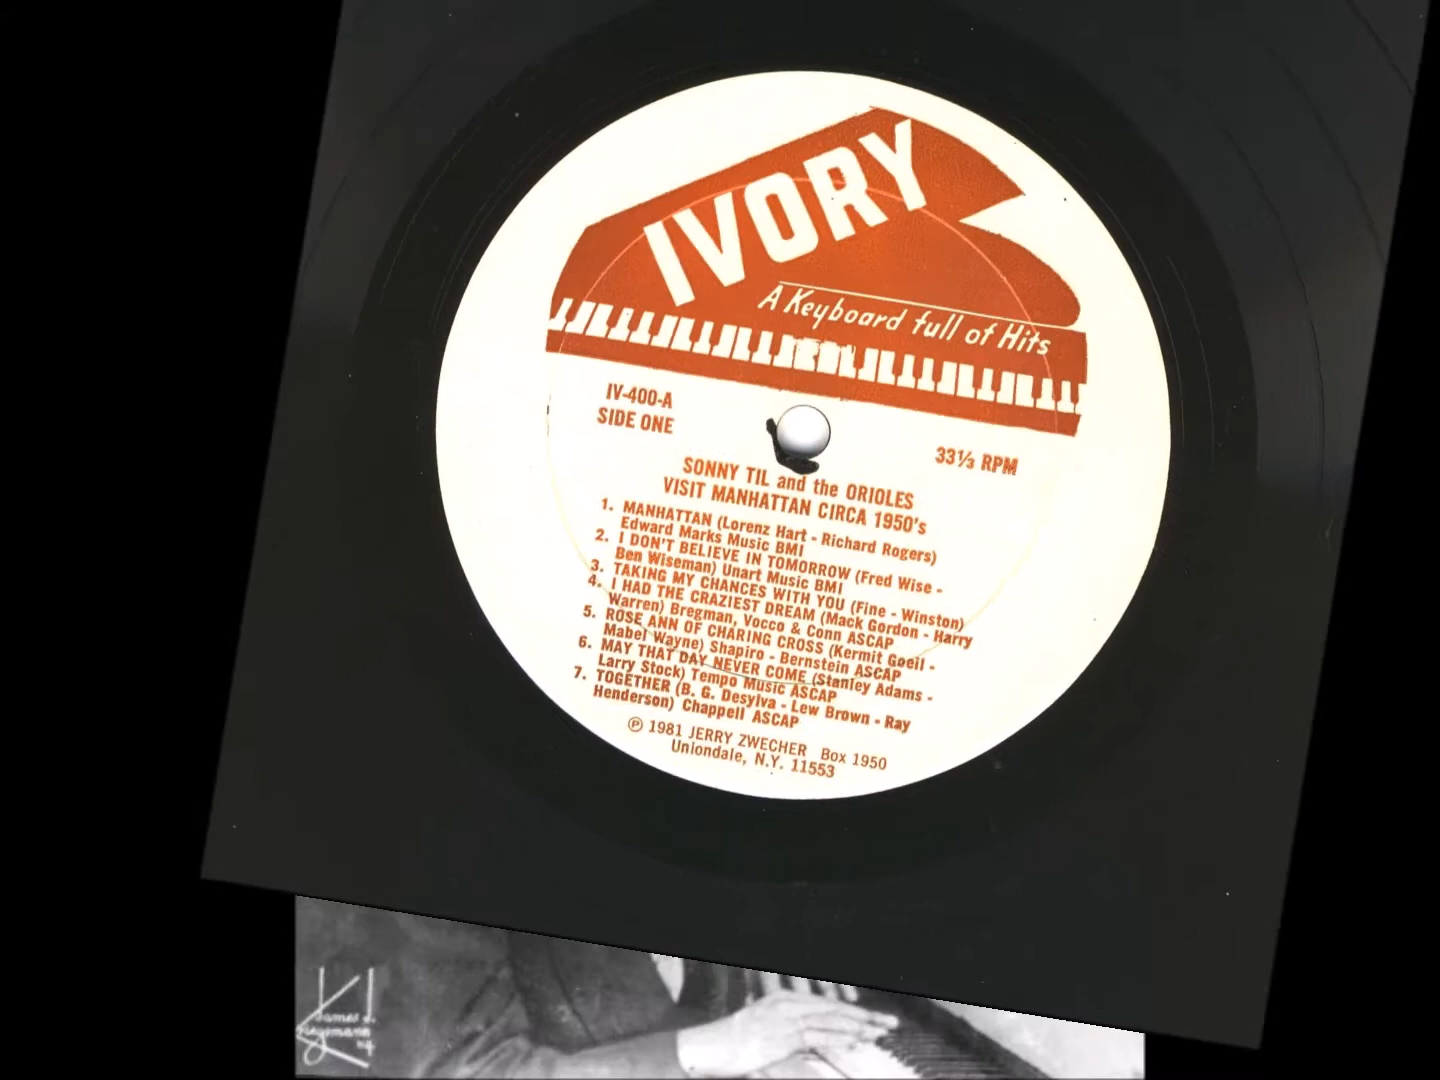 IVORY
A Keyboard full of Hits
IV-400-A
SIDE ONE
33⅓ RPM
SONNY TIL and the ORIOLES
VISIT MANHATTAN CIRCA 1950's
1. MANHATTAN (Lorenz Hart - Richard Rogers)
Edward Marks Music BMI
2. I DON'T BELIEVE IN TOMORROW (Fred Wise -
Ben Wiseman) Unart Music BMI
3. TAKING MY CHANCES WITH YOU (Fine - Winston)
4. I HAD THE CRAZIEST DREAM (Mack Gordon - Harry
Warren) Bregman, Vocco & Conn ASCAP
5. ROSE ANN OF CHARING CROSS (Kermit Goell -
Mabel Wayne) Shapiro - Bernstein ASCAP
6. MAY THAT DAY NEVER COME (Stanley Adams -
Larry Stock) Tempo Music ASCAP
7. TOGETHER (B. G. Desylva - Lew Brown - Ray
Henderson) Chappell ASCAP
℗ 1981 JERRY ZWECHER Box 1950
Uniondale, N.Y. 11553
James J.